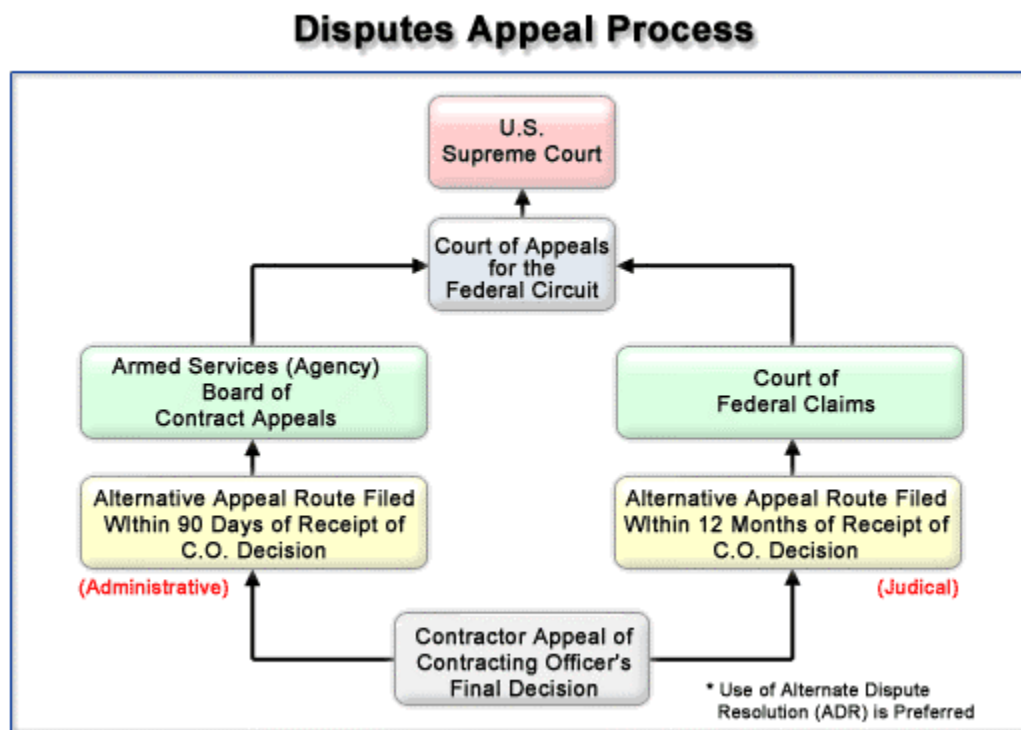 Disputes Appeal Process
U.S.
Supreme Court
Court of Appeals
for the
Federal Circuit
Armed Services (Agency)
Board of
Contract Appeals
Court of
Federal Claims
Alternative Appeal Route Filed
WIthin 90 Days of Receipt of
C.O. Decision
(Administrative)
Alternative Appeal Route Filed
WIthin 12 Months of Receipt of
C.O. Decision
(Judical)
Contractor Appeal of
Contracting Officer's
Final Decision
* Use of Alternate Dispute
Resolution (ADR) is Preferred